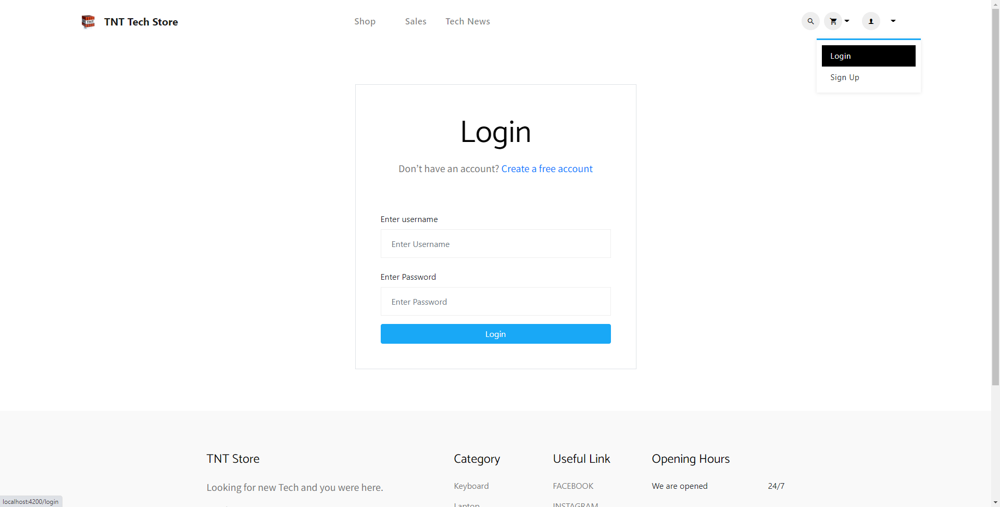 TNT
TNT Tech Store
Shop
Sales
Tech News
Login
Sign Up
Login
Don’t have an account? Create a free account
Enter username
Enter Username
Enter Password
Enter Password
Login
TNT Store
Looking for new Tech and you were here.
Category
Keyboard
Laptop
Useful Link
FACEBOOK
INSTAGRAM
Opening Hours
We are opened 24/7
localhost:4200/login